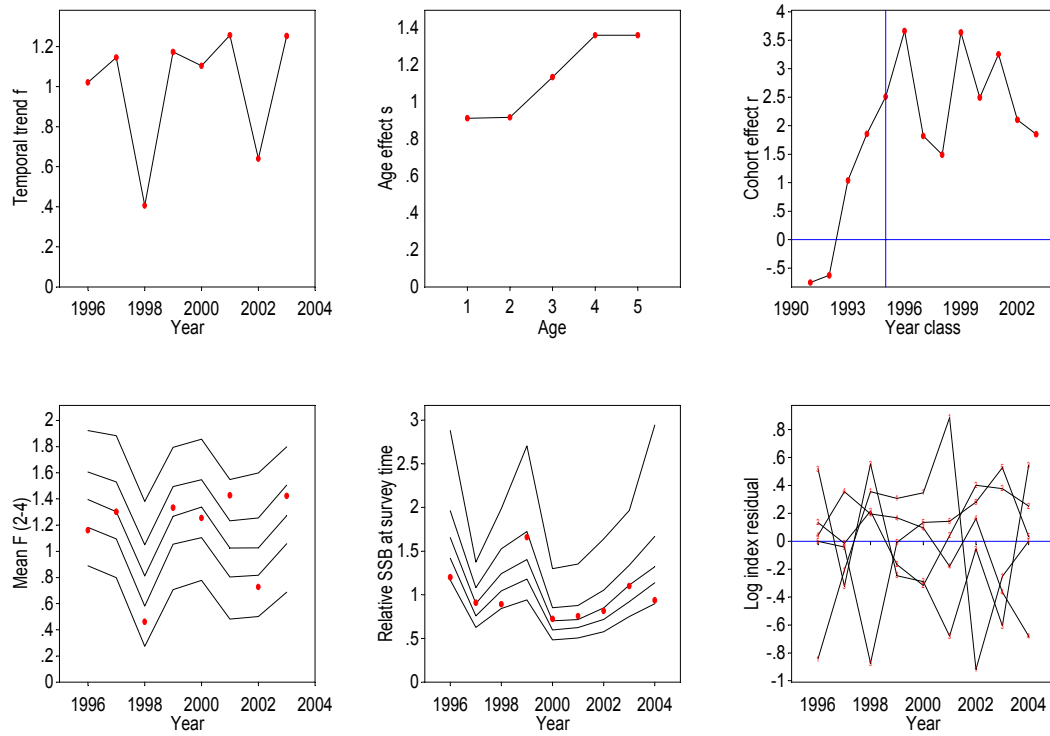 Temporal trend f
1.2
1
.8
.6
.4
.2
0
1996 1998 2000 2002 2004
Year
Age effect s
1.4
1.2
1
.8
.6
.4
.2
0
1 2 3 4 5
Age
Cohort effect r
4
3.5
3
2.5
2
1.5
1
.5
0
-.5
1990 1993 1996 1999 2002
Year class
Mean F (2-4)
2
1.8
1.6
1.4
1.2
1
.8
.6
.4
.2
0
1996 1998 2000 2002 2004
Year
Relative SSB at survey time
3
2.5
2
1.5
1
.5
0
1996 1998 2000 2002 2004
Year
Log index residual
.8
.6
.4
.2
0
-.2
-.4
-.6
-.8
-1
1996 1998 2000 2002 2004
Year